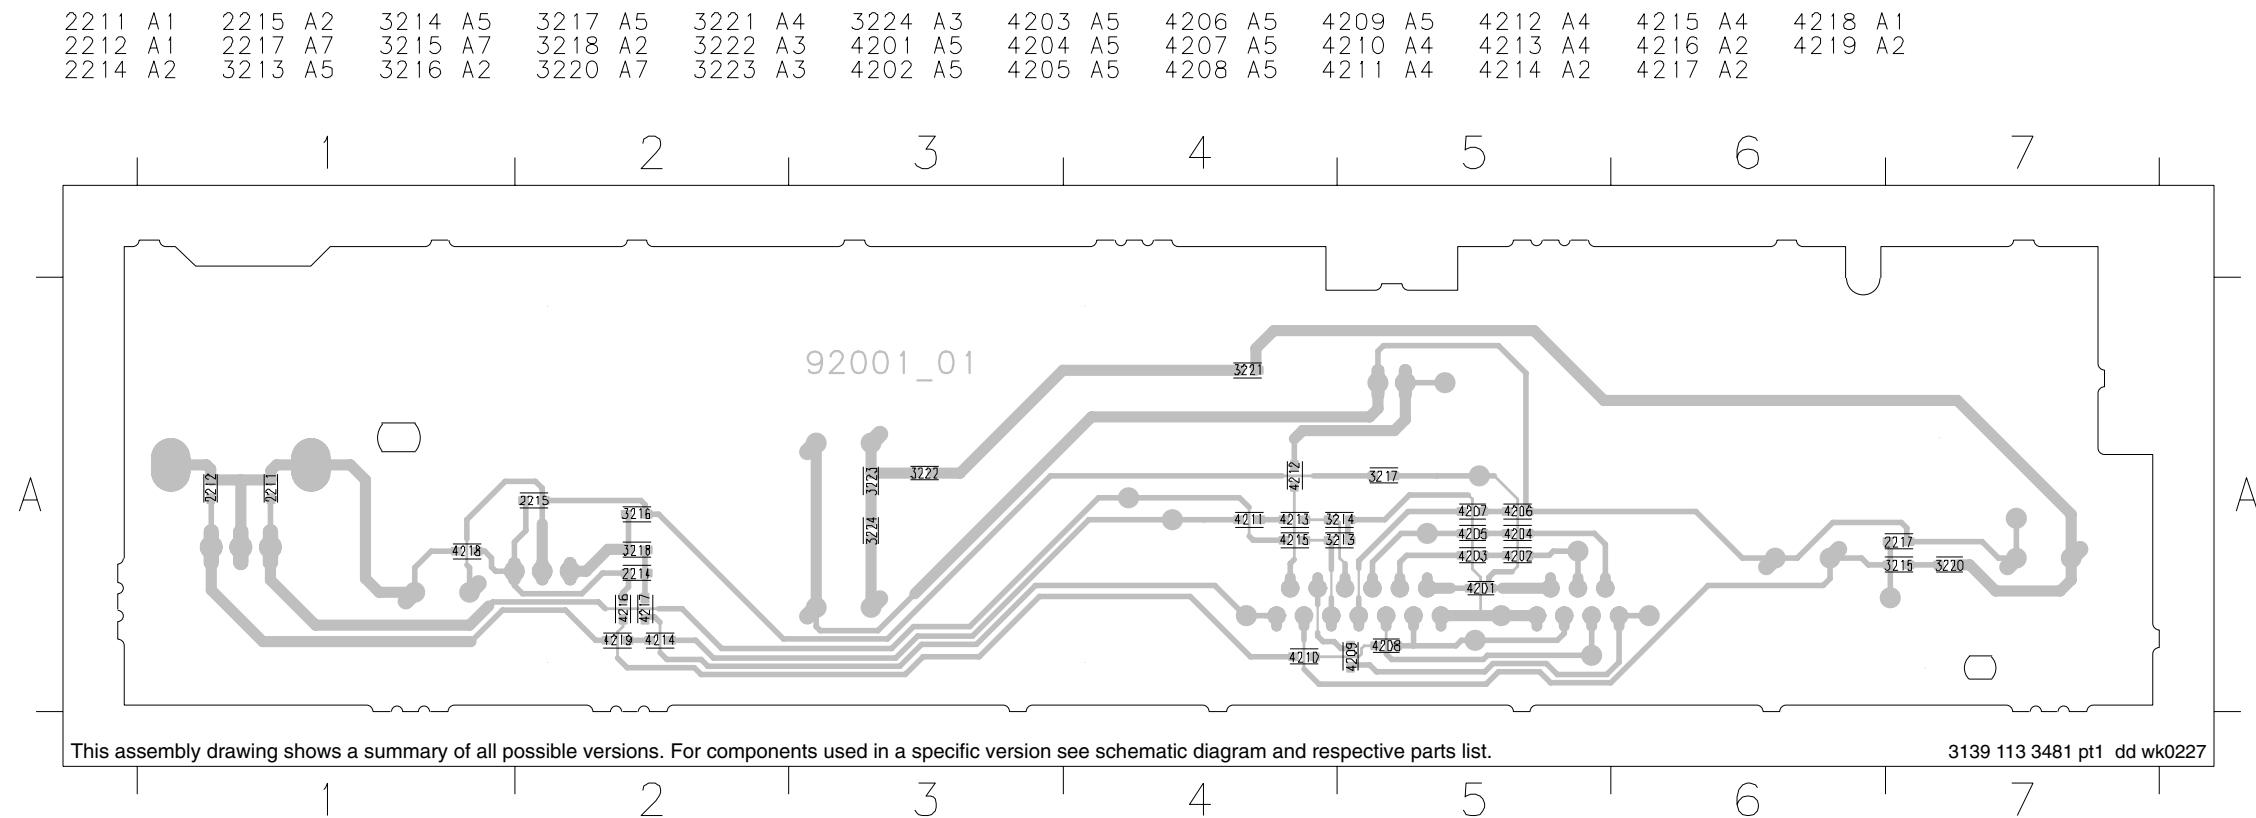 2211 A1 2215 A2 3214 A5 3217 A5 3221 A4 3224 A3 4203 A5 4206 A5 4209 A5 4212 A4 4215 A4 4218 A1
2212 A1 2217 A7 3215 A7 3218 A2 3222 A3 4201 A5 4204 A5 4207 A5 4210 A4 4213 A4 4216 A2 4219 A2
2214 A2 3213 A5 3216 A2 3220 A7 3223 A3 4202 A5 4205 A5 4208 A5 4211 A4 4214 A2 4217 A2
1 2 3 4 5 6 7
92001_01
3221
3223 3222 4212 3217
2212 2211
A A
2215
3216 4207 4206
3224 4211 4213 3214
4205 4204
4215 3213 2217
4218 3218 4203 4202
3215 3220
2214
4201
4216 4217
4219 4214 4208
4210 4209
This assembly drawing shows a summary of all possible versions. For components used in a specific version see schematic diagram and respective parts list. 3139 113 3481 pt1 dd wk0227
1 2 3 4 5 6 7